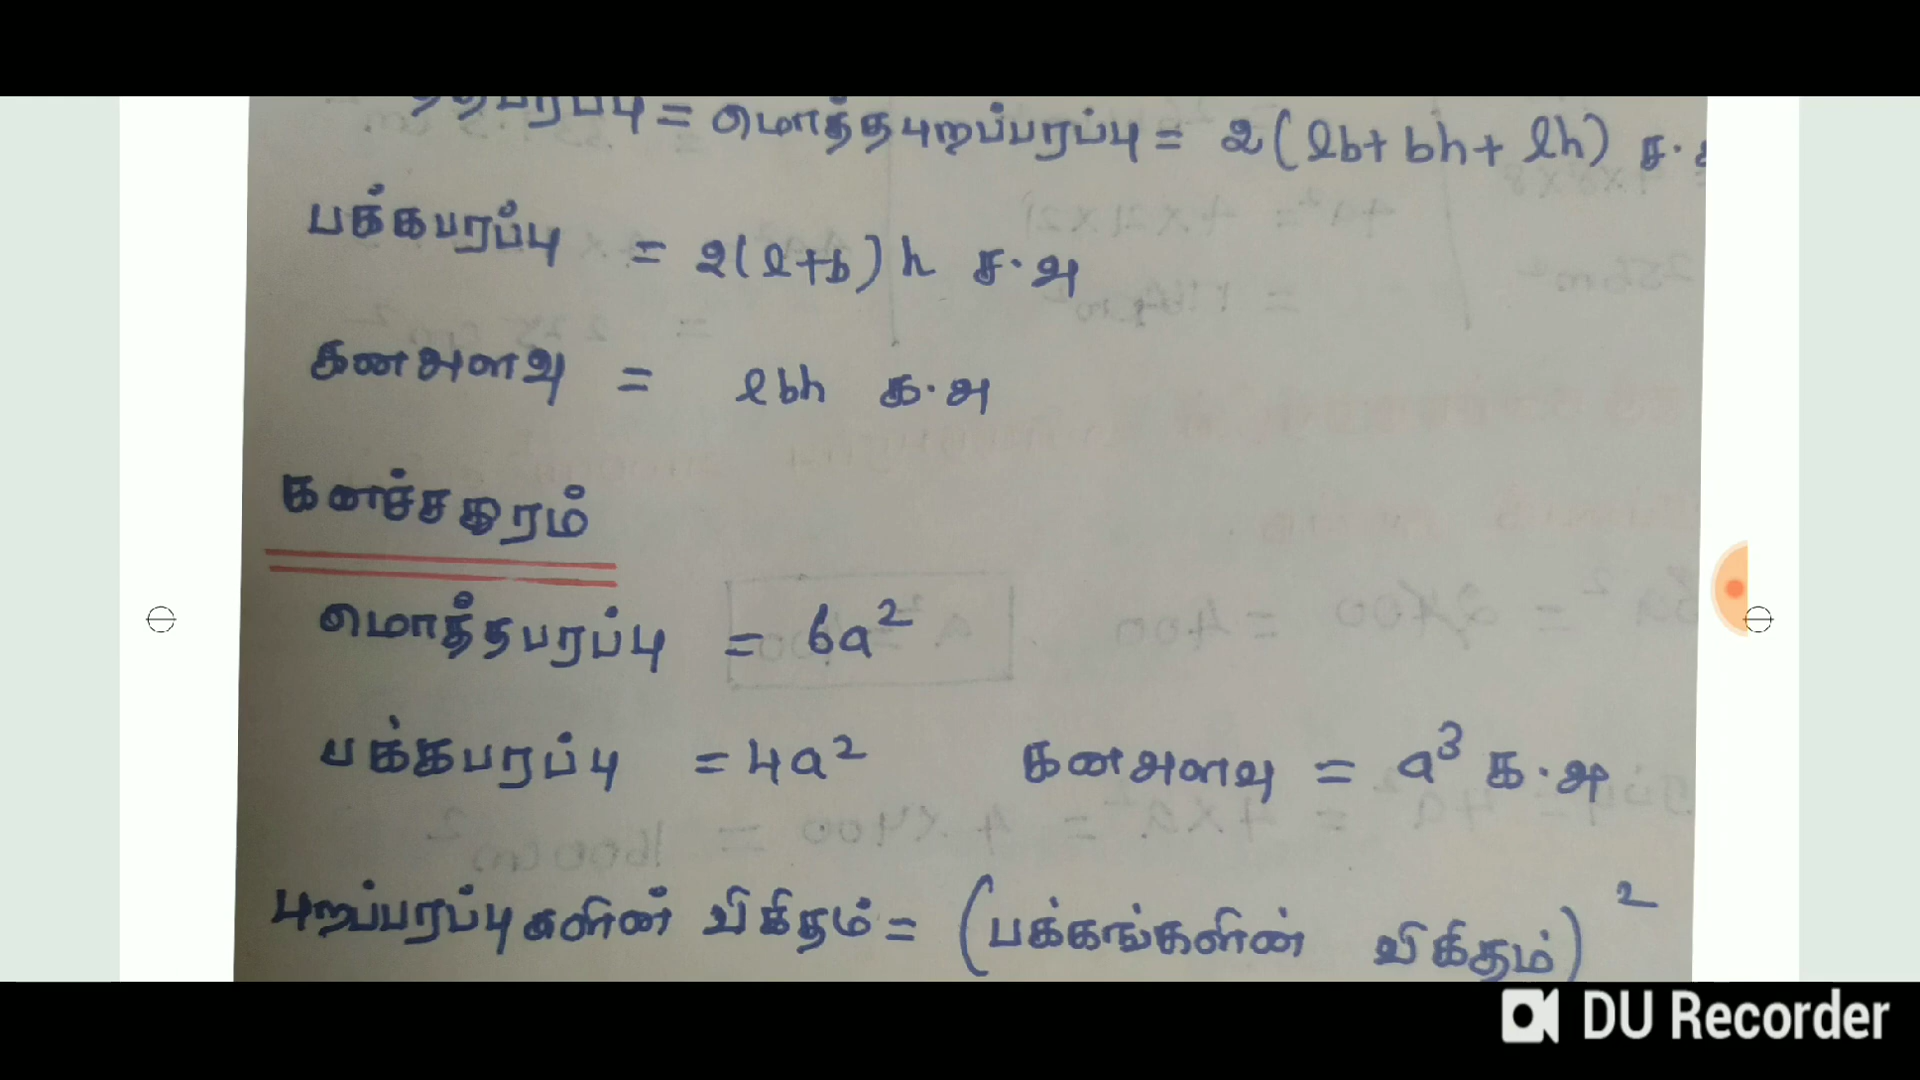 = மொத்தபுறப்பரப்பு = 2(lb+bh+lh) ச.
பக்கபரப்பு = 2(l+b)h ச.அ
கனஅளவு = lbh க.அ
கனச்சதுரம்
மொத்தபரப்பு = 6a²
பக்கபரப்பு = 4a² கனஅளவு = a³ க.அ
புறப்பரப்புகளின் விகிதம் = (பக்கங்களின் விகிதம்)²
DU Recorder